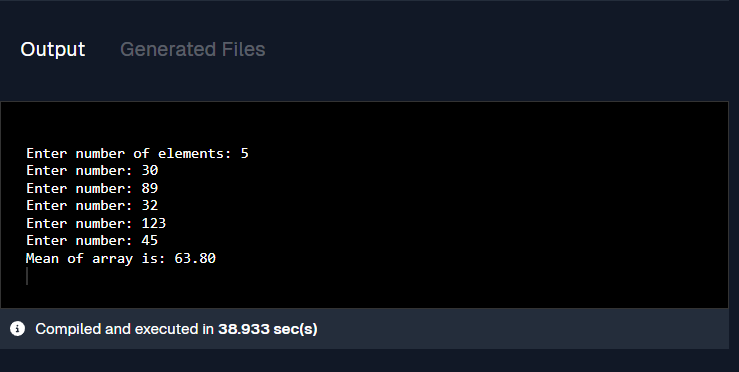 Output Generated Files
Enter number of elements: 5
Enter number: 30
Enter number: 89
Enter number: 32
Enter number: 123
Enter number: 45
Mean of array is: 63.80
Compiled and executed in 38.933 sec(s)